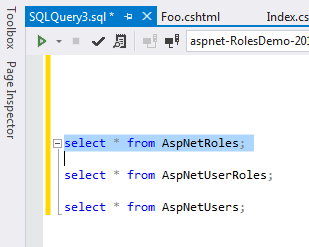 Toolbox
Page Inspector
SQLQuery3.sql *
Foo.cshtml
Index.cs
aspnet-RolesDemo-201
select * from AspNetRoles;
select * from AspNetUserRoles;
select * from AspNetUsers;